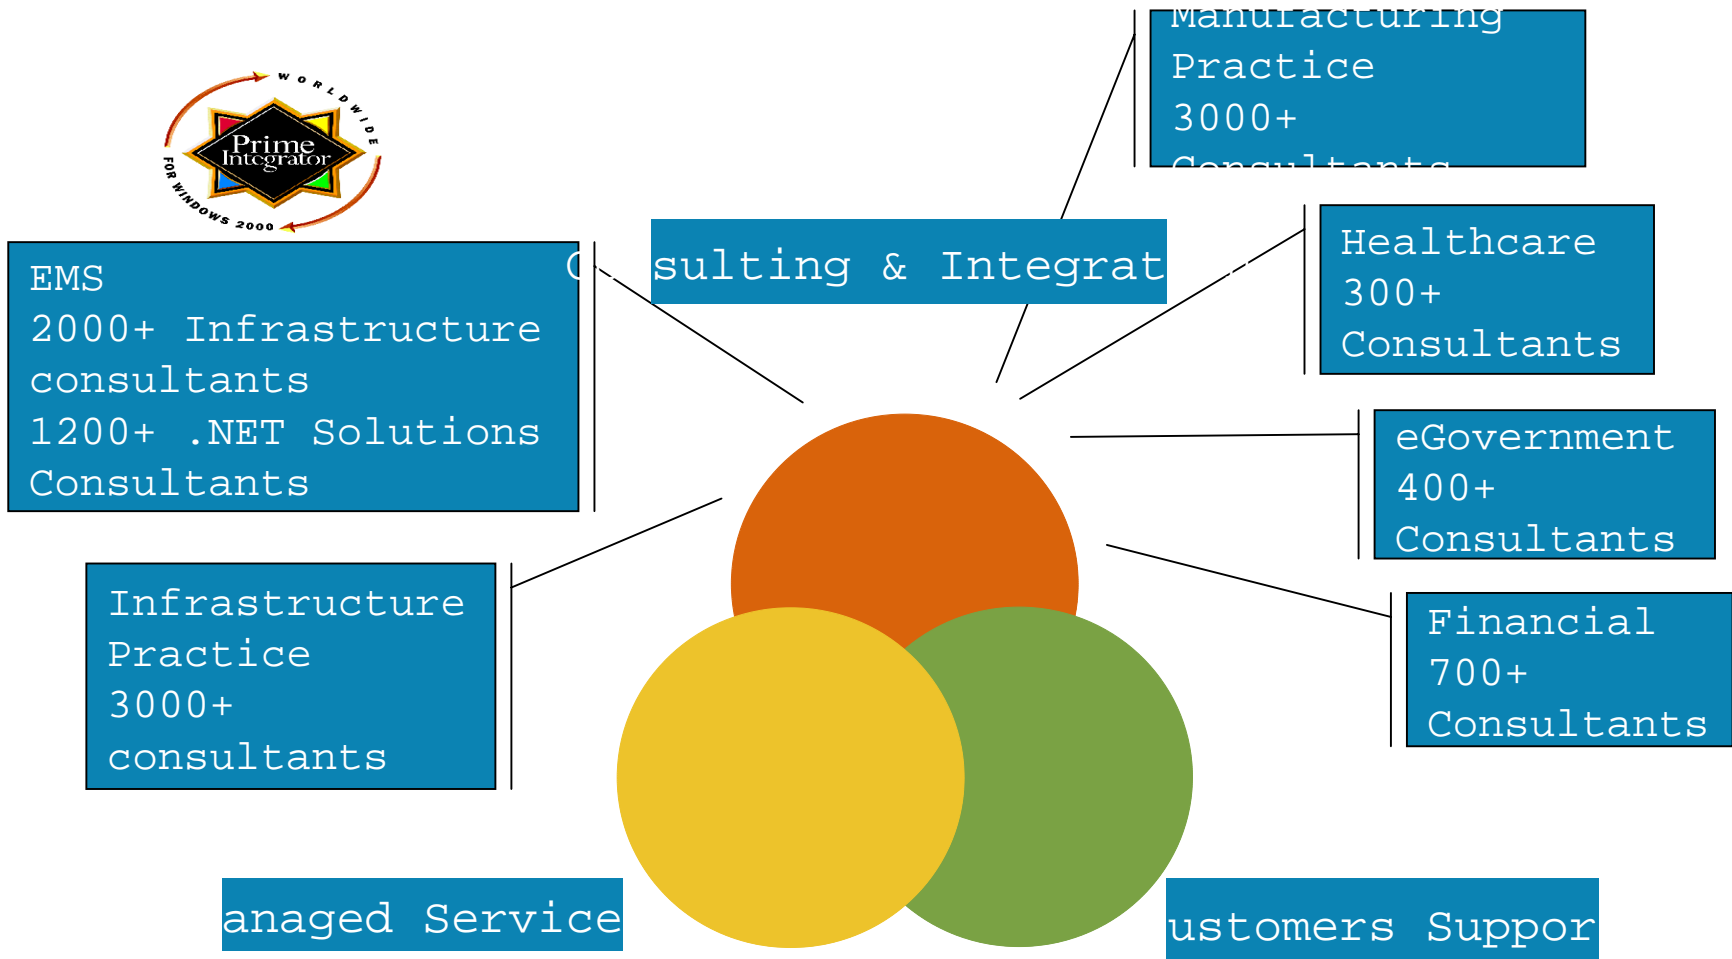 Manufacturing
Practice
3000+
Consultants
WORLDWIDE
Prime
Integrator
FOR WINDOWS 2000
Healthcare
300+
Consultants
sulting & Integrat
EMS
2000+ Infrastructure
consultants
1200+ .NET Solutions
Consultants
eGovernment
400+
Consultants
Infrastructure
Practice
3000+
consultants
Financial
700+
Consultants
anaged Service
ustomers Suppor